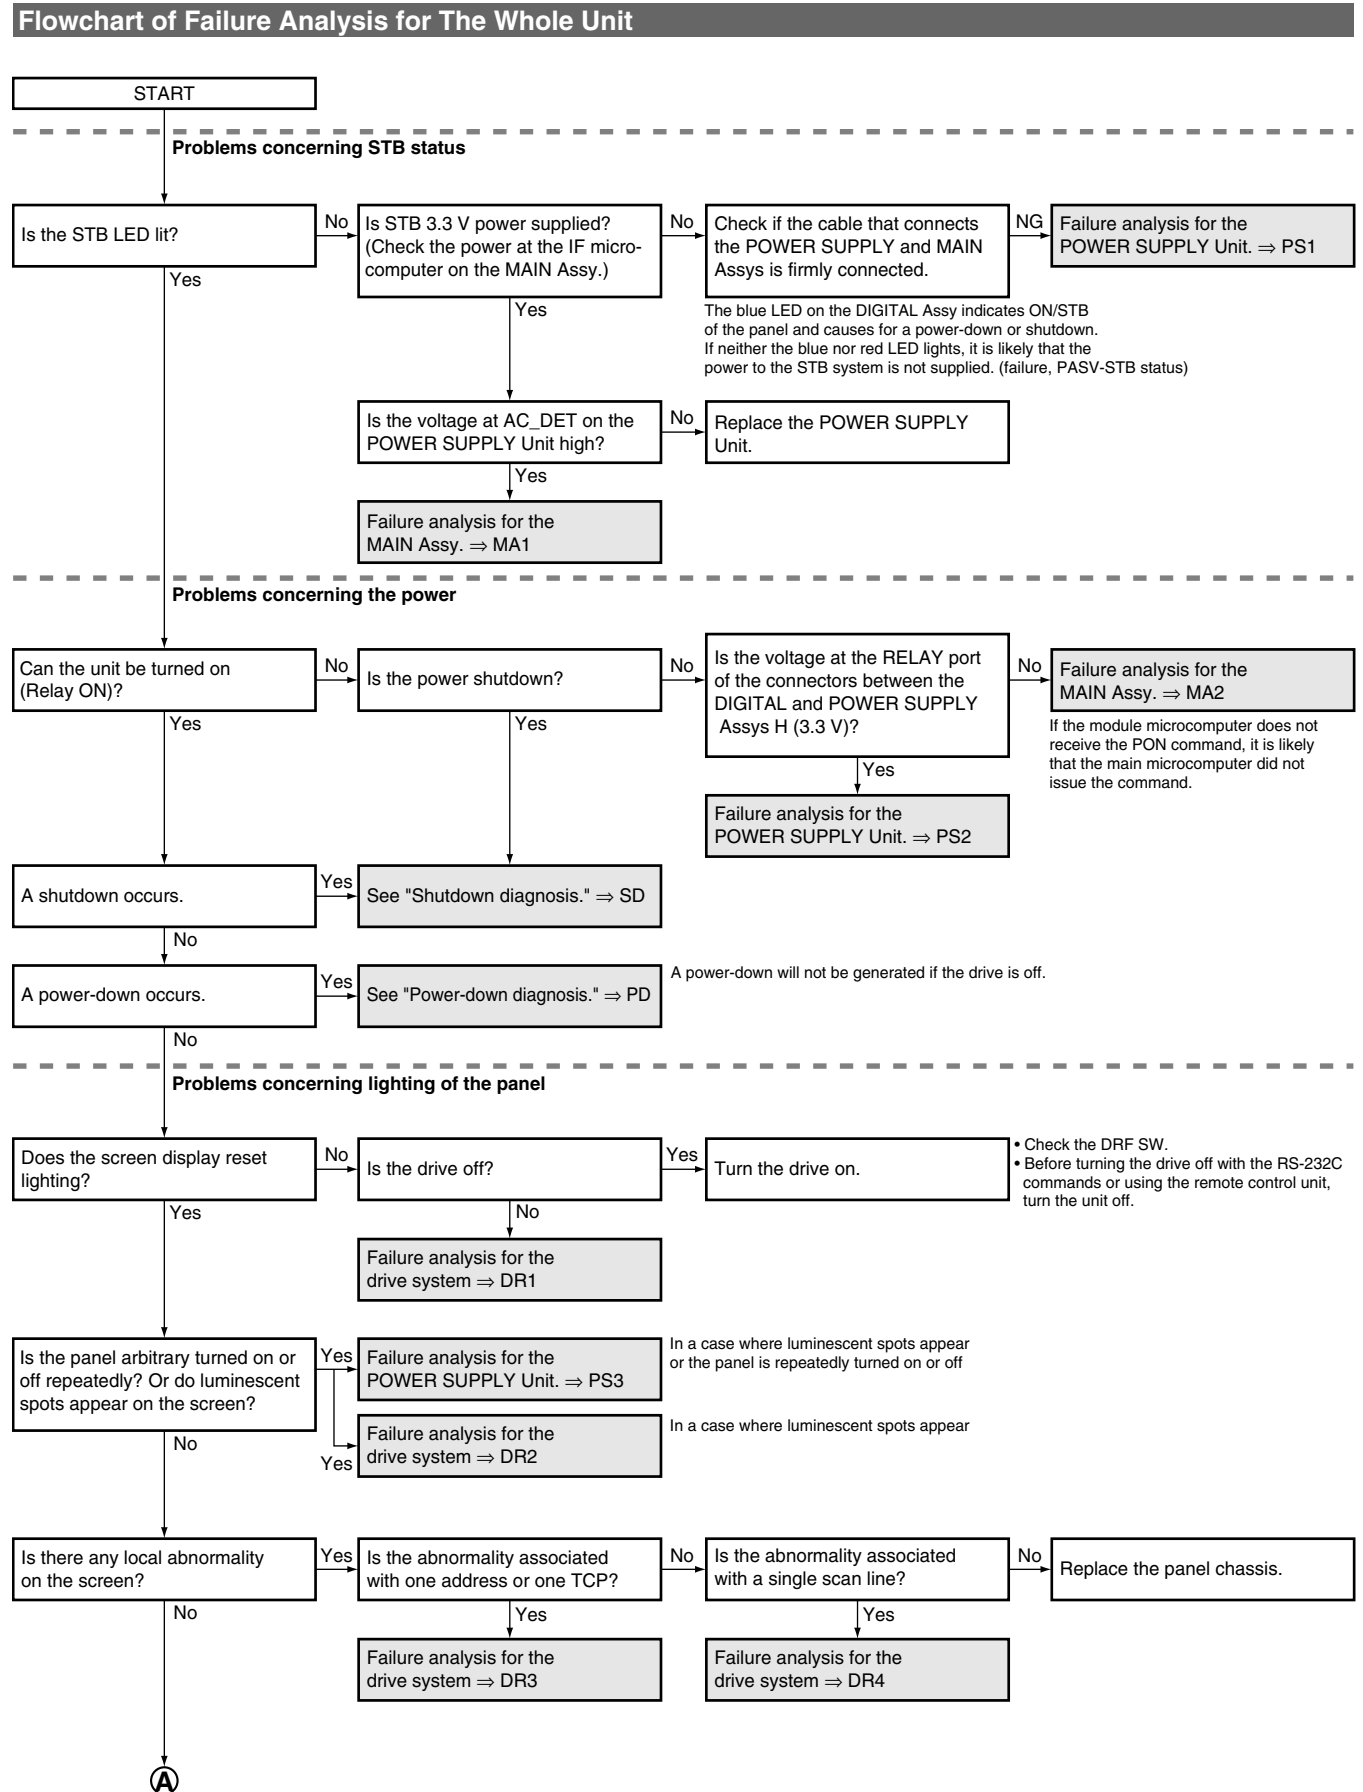 Flowchart of Failure Analysis for The Whole Unit
START
Problems concerning STB status
Is the STB LED lit?
No
Yes
Is STB 3.3 V power supplied?
(Check the power at the IF micro-
computer on the MAIN Assy.)
No
Yes
Check if the cable that connects
the POWER SUPPLY and MAIN
Assys is firmly connected.
NG
Failure analysis for the
POWER SUPPLY Unit. ⇒ PS1
The blue LED on the DIGITAL Assy indicates ON/STB
of the panel and causes for a power-down or shutdown.
If neither the blue nor red LED lights, it is likely that the
power to the STB system is not supplied. (failure, PASV-STB status)
Is the voltage at AC_DET on the
POWER SUPPLY Unit high?
No
Yes
Replace the POWER SUPPLY
Unit.
Failure analysis for the
MAIN Assy. ⇒ MA1
Problems concerning the power
Can the unit be turned on
(Relay ON)?
No
Yes
Is the power shutdown?
No
Yes
Is the voltage at the RELAY port
of the connectors between the
DIGITAL and POWER SUPPLY
Assys H (3.3 V)?
No
Yes
Failure analysis for the
MAIN Assy. ⇒ MA2
If the module microcomputer does not
receive the PON command, it is likely
that the main microcomputer did not
issue the command.
Failure analysis for the
POWER SUPPLY Unit. ⇒ PS2
A shutdown occurs.
Yes
No
See "Shutdown diagnosis." ⇒ SD
A power-down occurs.
Yes
No
See "Power-down diagnosis." ⇒ PD
A power-down will not be generated if the drive is off.
Problems concerning lighting of the panel
Does the screen display reset
lighting?
No
Yes
Is the drive off?
Yes
No
Turn the drive on.
• Check the DRF SW.
• Before turning the drive off with the RS-232C
commands or using the remote control unit,
turn the unit off.
Failure analysis for the
drive system ⇒ DR1
Is the panel arbitrary turned on or
off repeatedly? Or do luminescent
spots appear on the screen?
Yes
Yes
No
Failure analysis for the
POWER SUPPLY Unit. ⇒ PS3
In a case where luminescent spots appear
or the panel is repeatedly turned on or off
Failure analysis for the
drive system ⇒ DR2
In a case where luminescent spots appear
Is there any local abnormality
on the screen?
Yes
No
Is the abnormality associated
with one address or one TCP?
No
Yes
Is the abnormality associated
with a single scan line?
No
Yes
Replace the panel chassis.
Failure analysis for the
drive system ⇒ DR3
Failure analysis for the
drive system ⇒ DR4
A